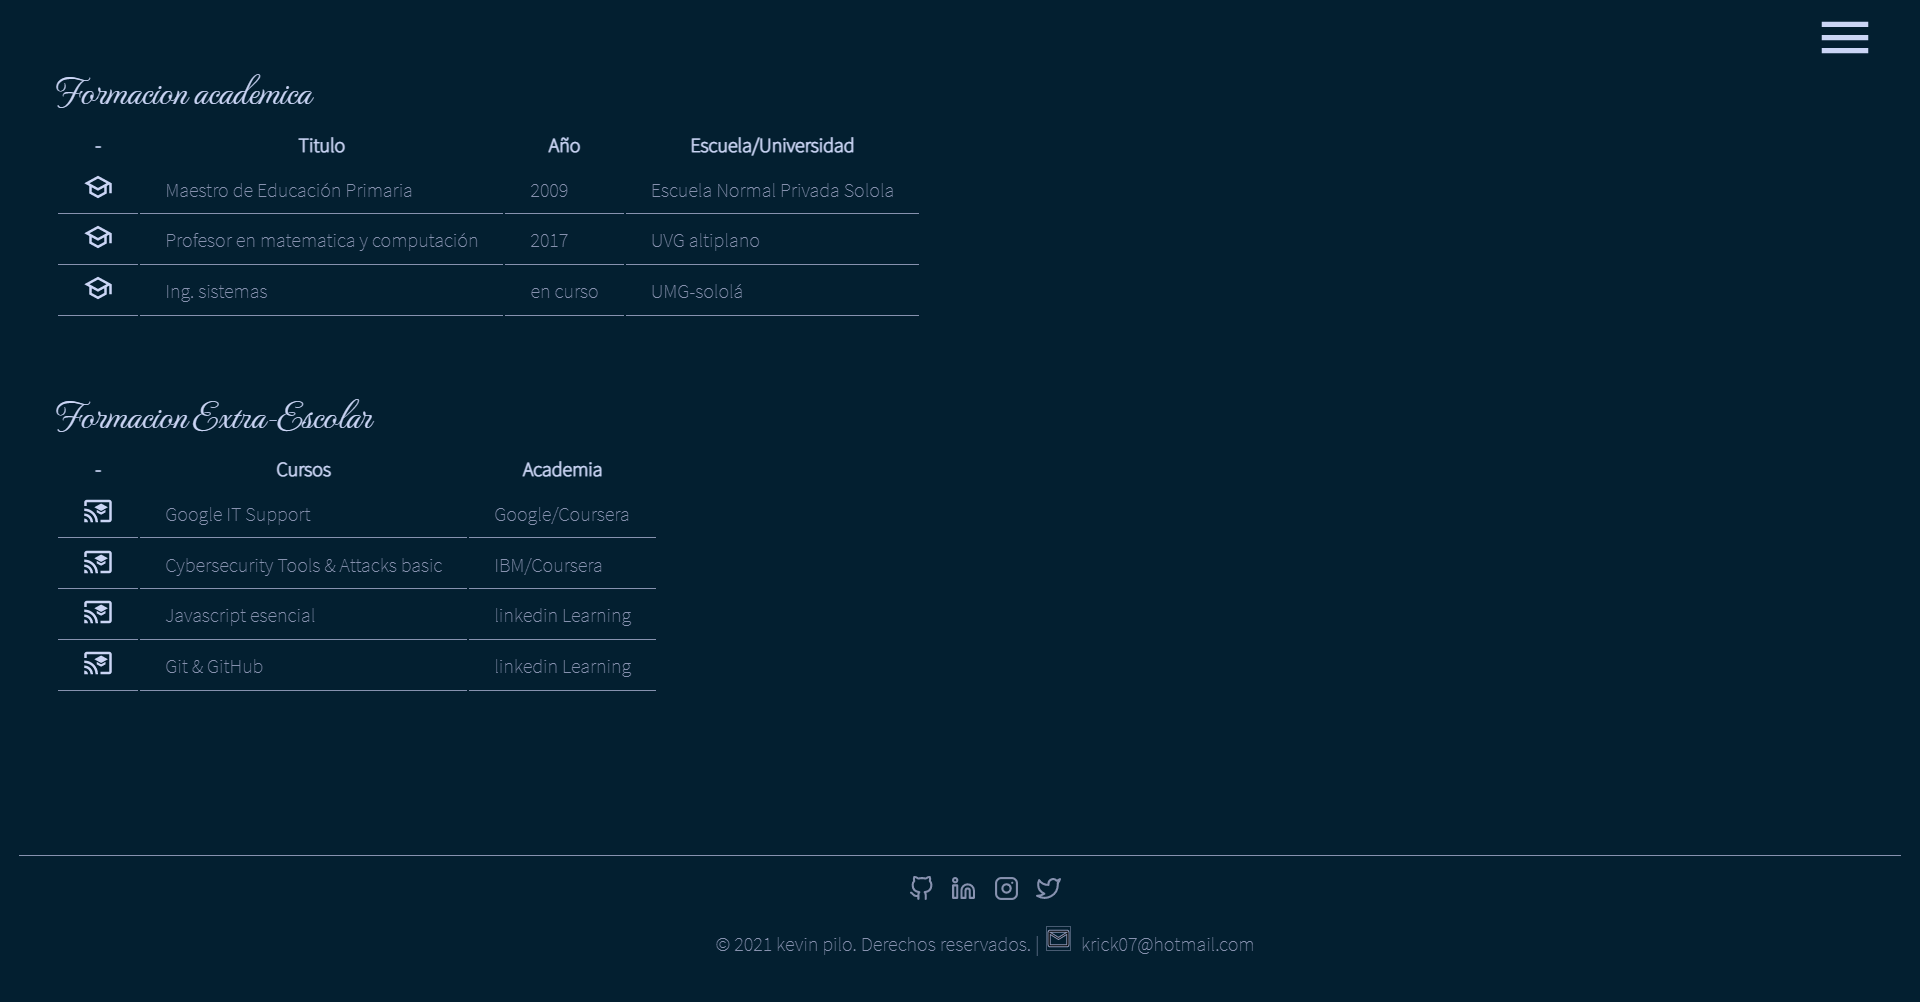 Formacion academica
- Titulo Año Escuela/Universidad
Maestro de Educación Primaria 2009 Escuela Normal Privada Solola
Profesor en matematica y computación 2017 UVG altiplano
Ing. sistemas en curso UMG-sololá
Formacion Extra-Escolar
- Cursos Academia
Google IT Support Google/Coursera
Cybersecurity Tools & Attacks basic IBM/Coursera
Javascript esencial linkedin Learning
Git & GitHub linkedin Learning
© 2021 kevin pilo. Derechos reservados. | krick07@hotmail.com